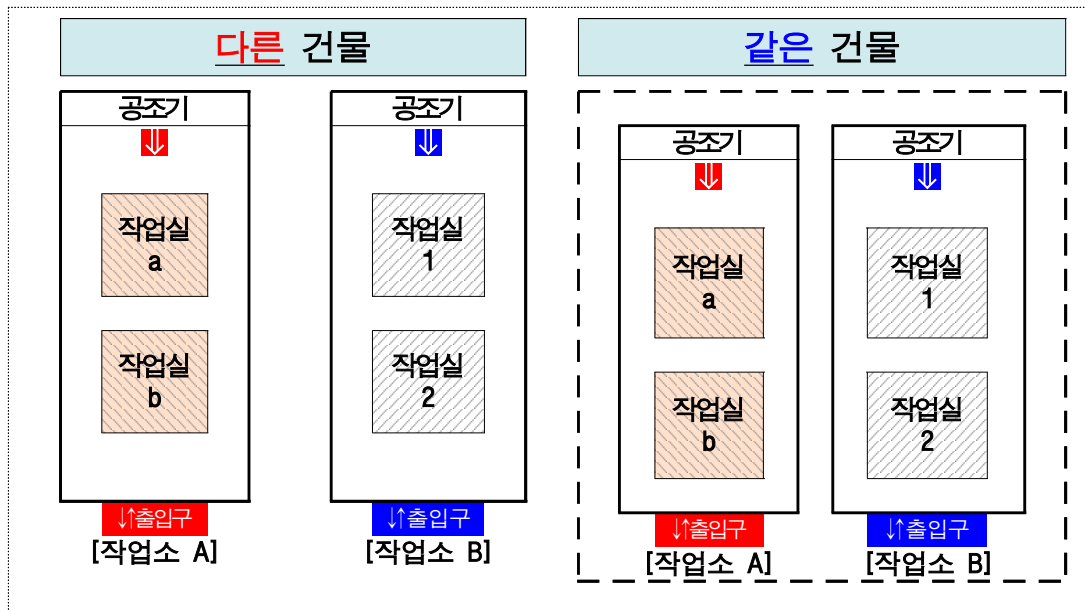 다른 건물
공조기
⇓
작업실
a
작업실
b
↓↑출입구
[작업소 A]
공조기
⇓
작업실
1
작업실
2
↓↑출입구
[작업소 B]
같은 건물
공조기
⇓
작업실
a
작업실
b
↓↑출입구
[작업소 A]
공조기
⇓
작업실
1
작업실
2
↓↑출입구
[작업소 B]